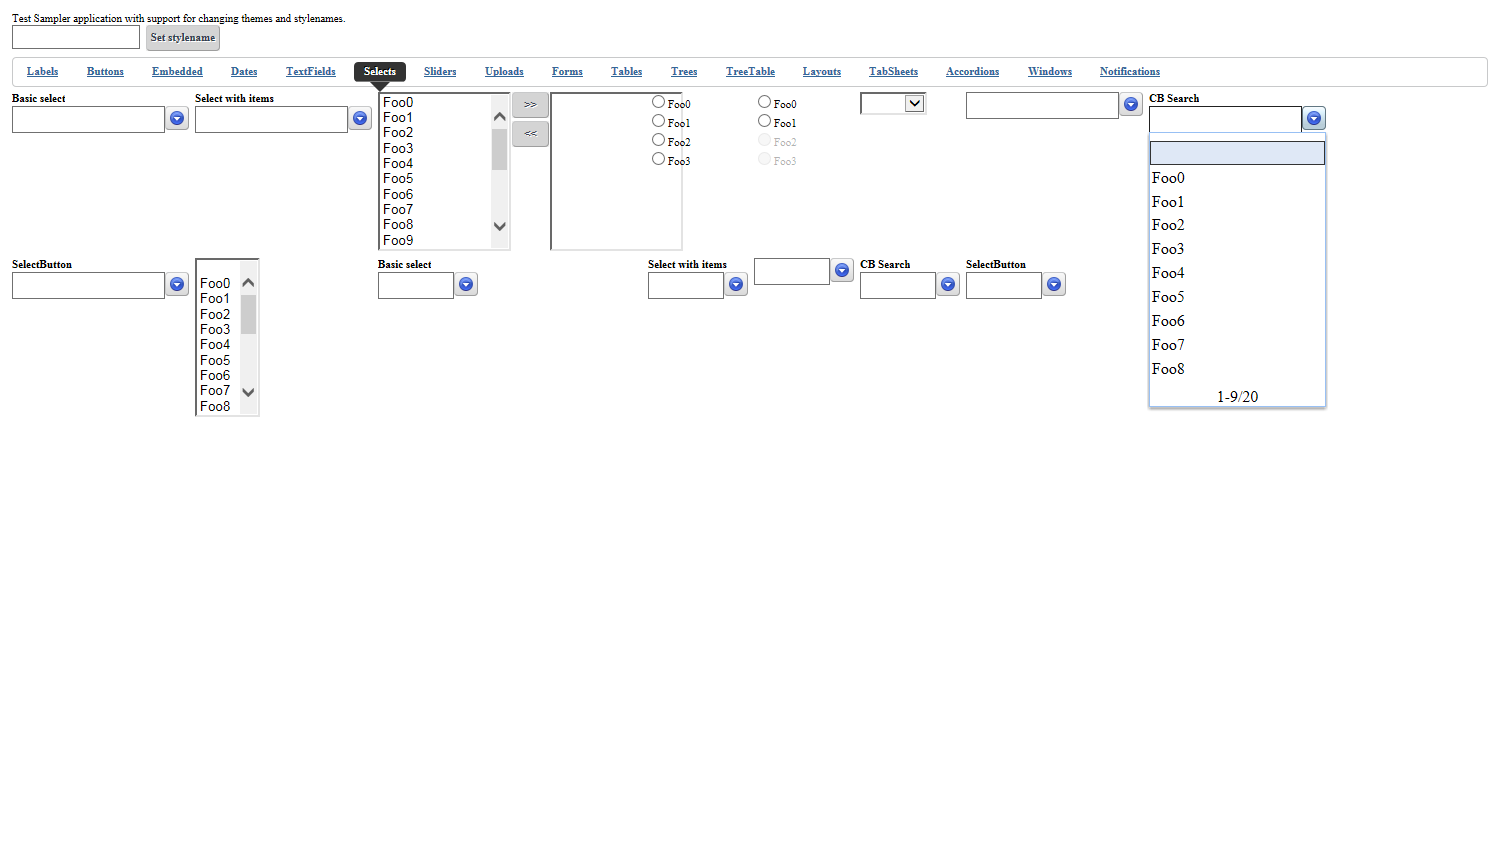 Test Sampler application with support for changing themes and stylenames.
Set stylename
Labels Buttons Embedded Dates TextFields Selects Sliders Uploads Forms Tables Trees TreeTable Layouts TabSheets Accordions Windows Notifications
Basic select
Select with items
Foo0
Foo1
Foo2
Foo3
Foo4
Foo5
Foo6
Foo7
Foo8
Foo9
>>
<<
Foo0
Foo1
Foo2
Foo3
Foo0
Foo1
Foo2
Foo3
CB Search
Foo0
Foo1
Foo2
Foo3
Foo4
Foo5
Foo6
Foo7
Foo8
1-9/20
SelectButton
Foo0
Foo1
Foo2
Foo3
Foo4
Foo5
Foo6
Foo7
Foo8
Basic select
Select with items
CB Search
SelectButton